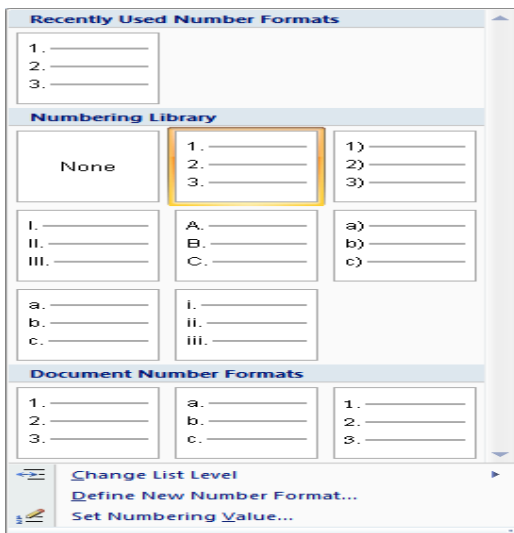 Recently Used Number Formats
1.
2.
3.
Numbering Library
None
1.
2.
3.
1)
2)
3)
I.
II.
III.
A.
B.
C.
a)
b)
c)
a.
b.
c.
i.
ii.
iii.
Document Number Formats
1.
2.
3.
a.
b.
c.
1.
2.
3.
Change List Level
Define New Number Format...
Set Numbering Value...